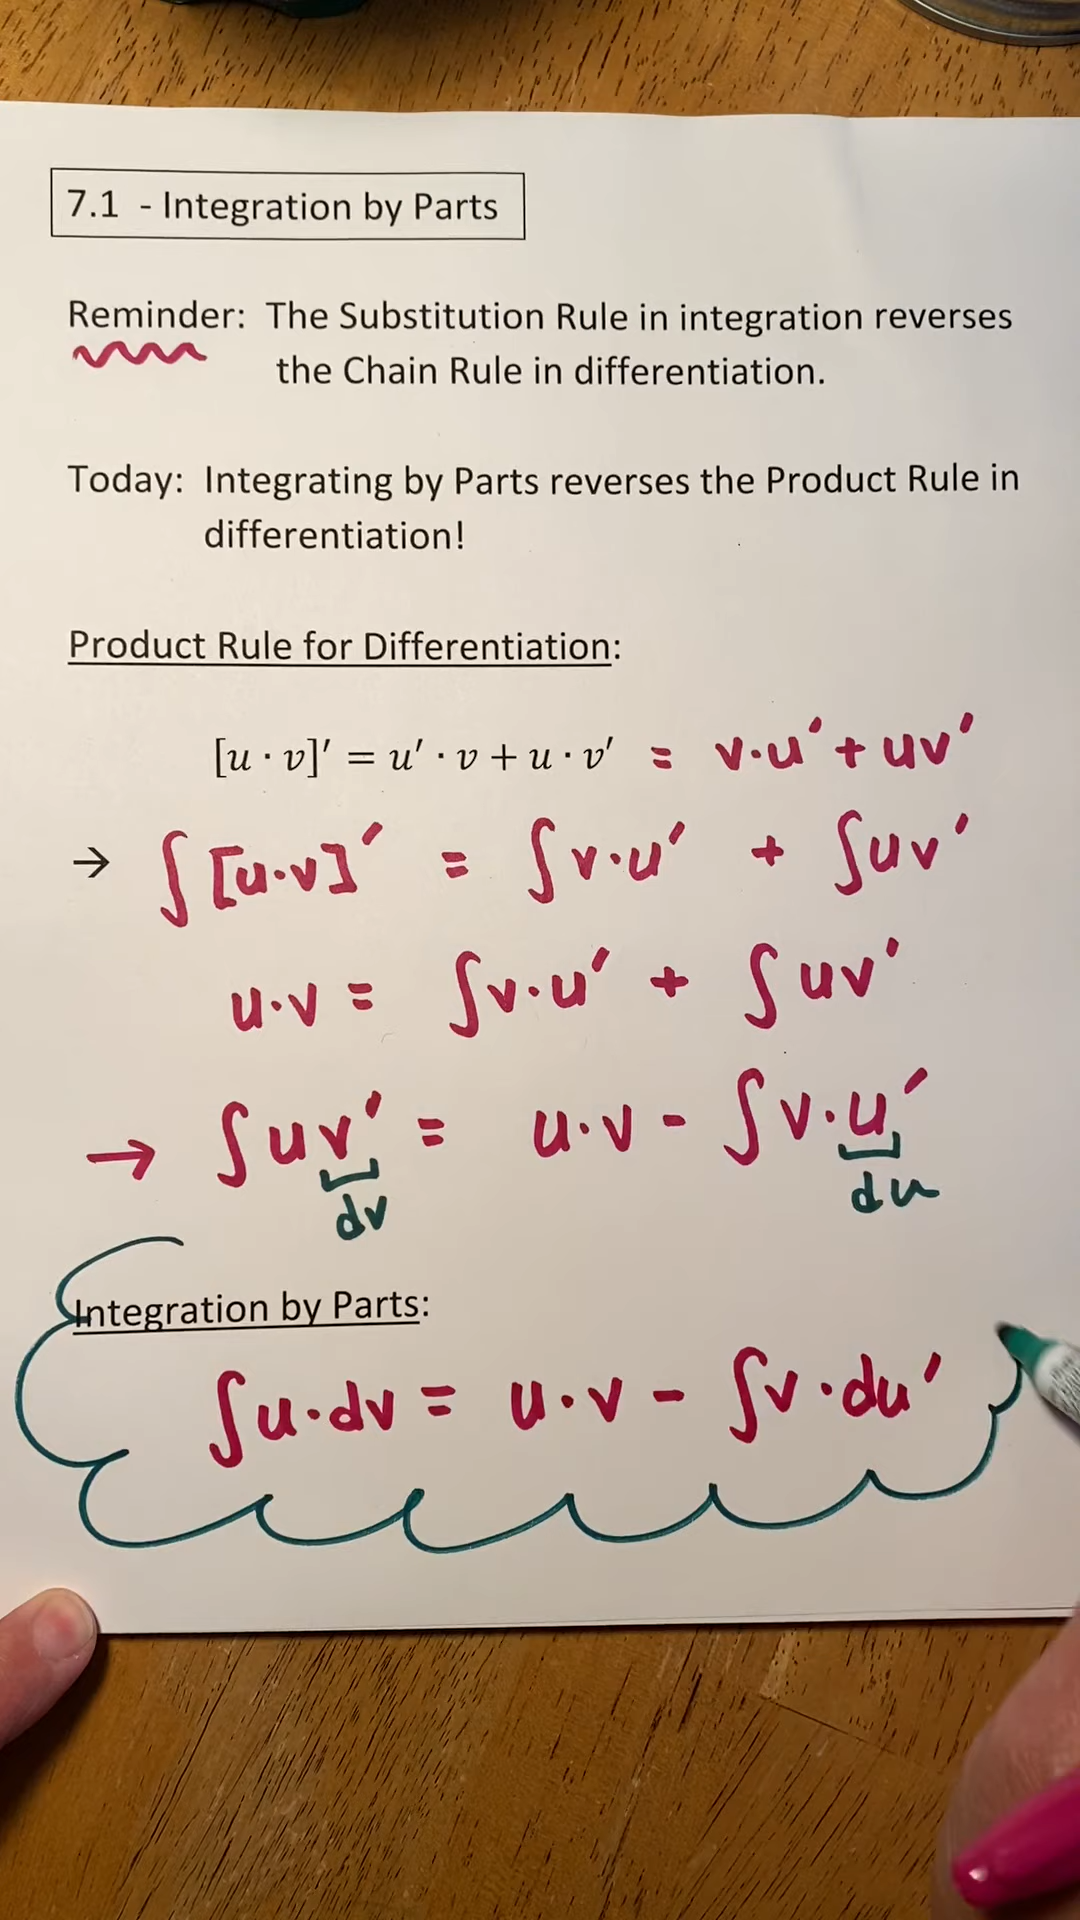 7.1 - Integration by Parts
Reminder: The Substitution Rule in integration reverses
the Chain Rule in differentiation.
Today: Integrating by Parts reverses the Product Rule in
differentiation!
Product Rule for Differentiation:
[u · v]′ = u′ · v + u · v′ = v·u′ + uv′
→ ∫[u·v]′ = ∫v·u′ + ∫uv′
u·v = ∫v·u′ + ∫uv′
→ ∫uv′ = u·v - ∫v·u′
dv du
Integration by Parts:
∫u·dv = u·v - ∫v·du′